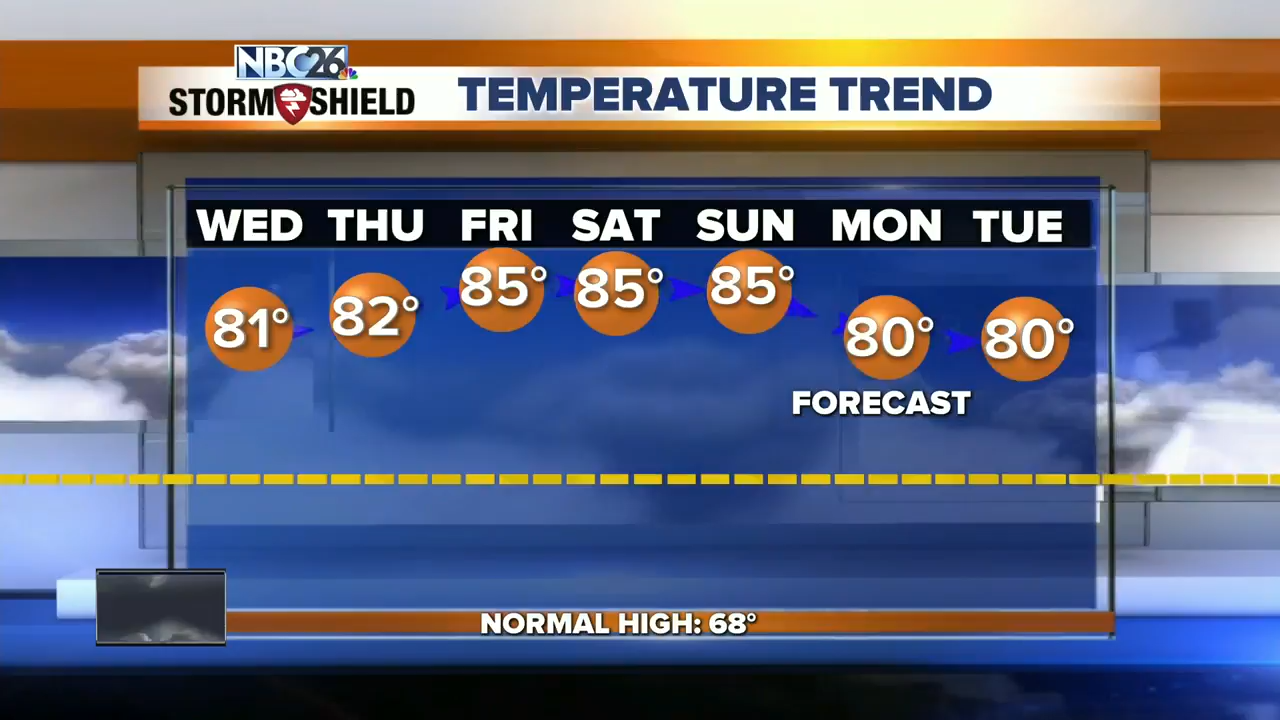 NBC26
STORM SHIELD
TEMPERATURE TREND
WED THU FRI SAT SUN MON TUE
81° 82° 85° 85° 85° 80° 80°
FORECAST
NORMAL HIGH: 68°